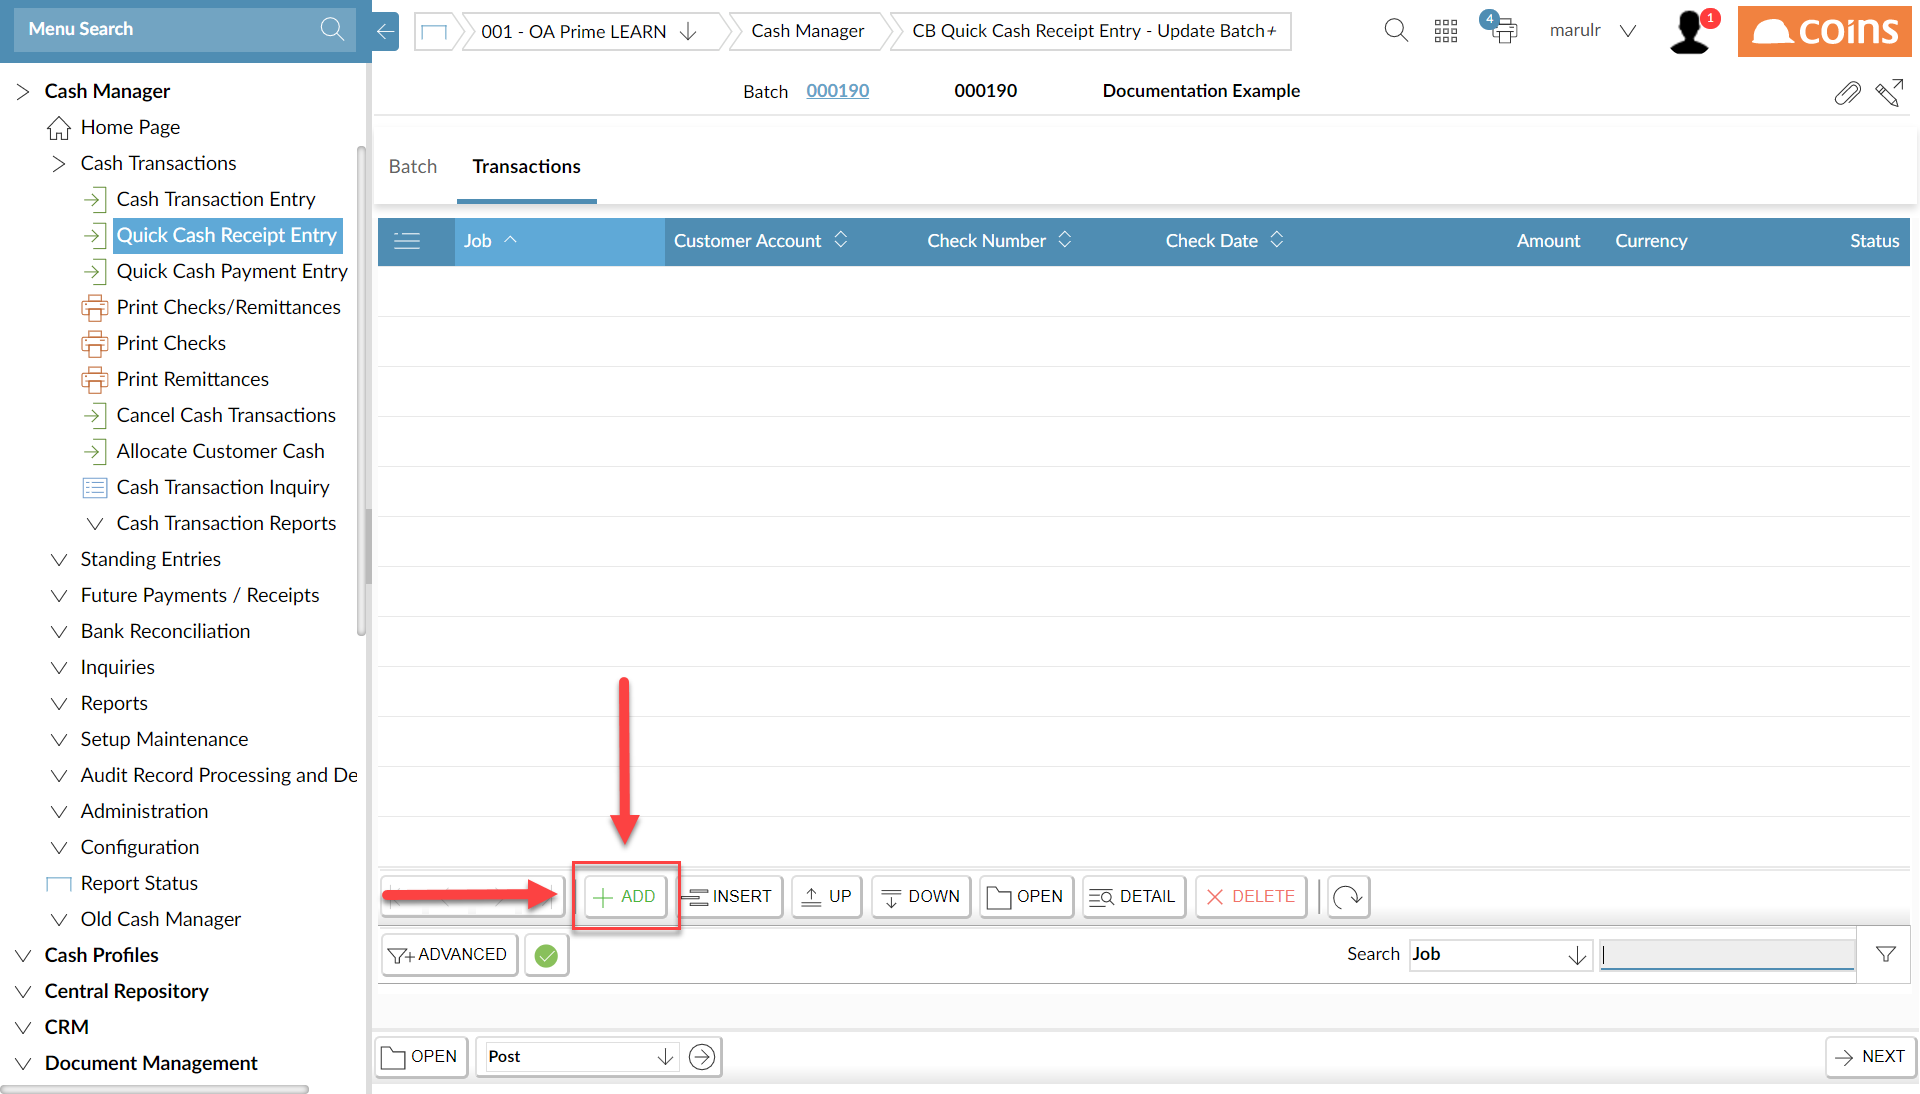 Menu Search
001 - OA Prime LEARN
Cash Manager
CB Quick Cash Receipt Entry - Update Batch+
4
marulr
1
coins
Batch 000190 000190 Documentation Example
Cash Manager
Home Page
Cash Transactions
Cash Transaction Entry
Quick Cash Receipt Entry
Quick Cash Payment Entry
Print Checks/Remittances
Print Checks
Print Remittances
Cancel Cash Transactions
Allocate Customer Cash
Cash Transaction Inquiry
Cash Transaction Reports
Standing Entries
Future Payments / Receipts
Bank Reconciliation
Inquiries
Reports
Setup Maintenance
Audit Record Processing and De
Administration
Configuration
Report Status
Old Cash Manager
Cash Profiles
Central Repository
CRM
Document Management
Batch Transactions
Job Customer Account Check Number Check Date Amount Currency Status
ADD INSERT UP DOWN OPEN DETAIL DELETE
ADVANCED Search Job
OPEN Post NEXT